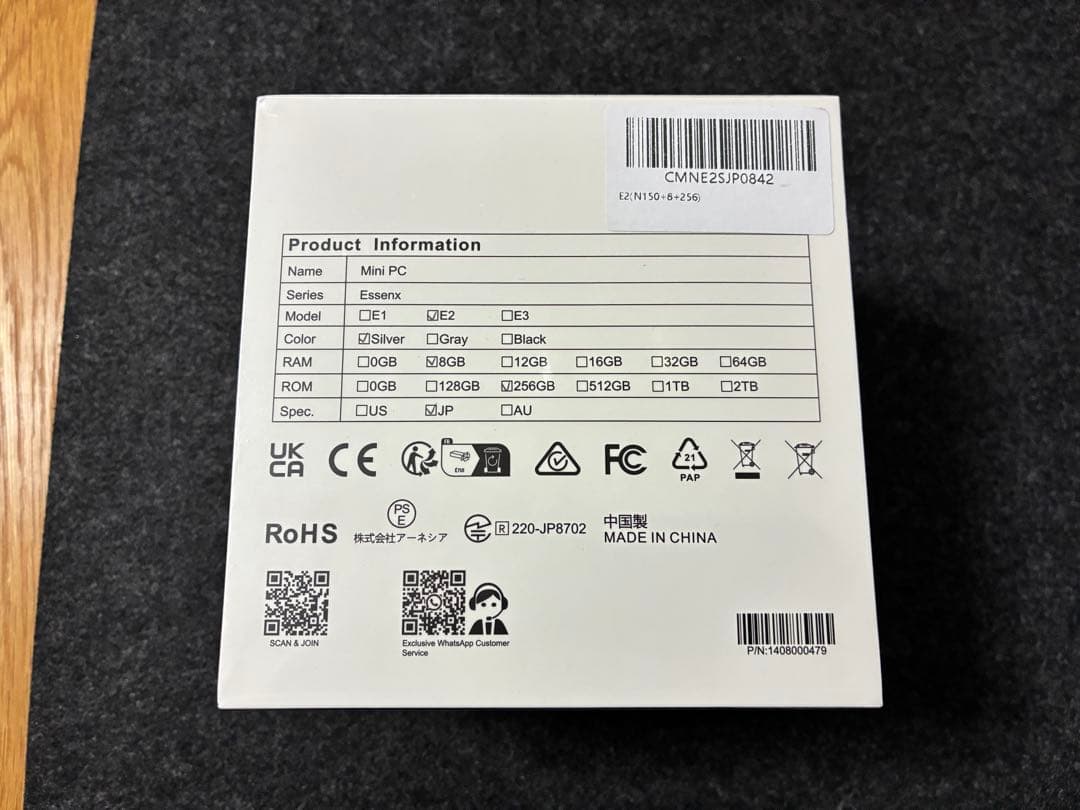 CMNE2SJP0842
E2(N150+8+256)
Product Information
Name Mini PC
Series Essenx
Model ☐E1 ☑E2 ☐E3
Color ☑Silver ☐Gray ☐Black
RAM ☐0GB ☑8GB ☐12GB ☐16GB ☐32GB ☐64GB
ROM ☐0GB ☐128GB ☑256GB ☐512GB ☐1TB ☐2TB
Spec. ☐US ☑JP ☐AU
UK
CA
CE
FR
FC
21
PAP
RoHS
PS
E
株式会社アーネシア
R 220-JP8702
中国製
MADE IN CHINA
SCAN & JOIN
Exclusive WhatsApp Customer
Service
P/N:1408000479